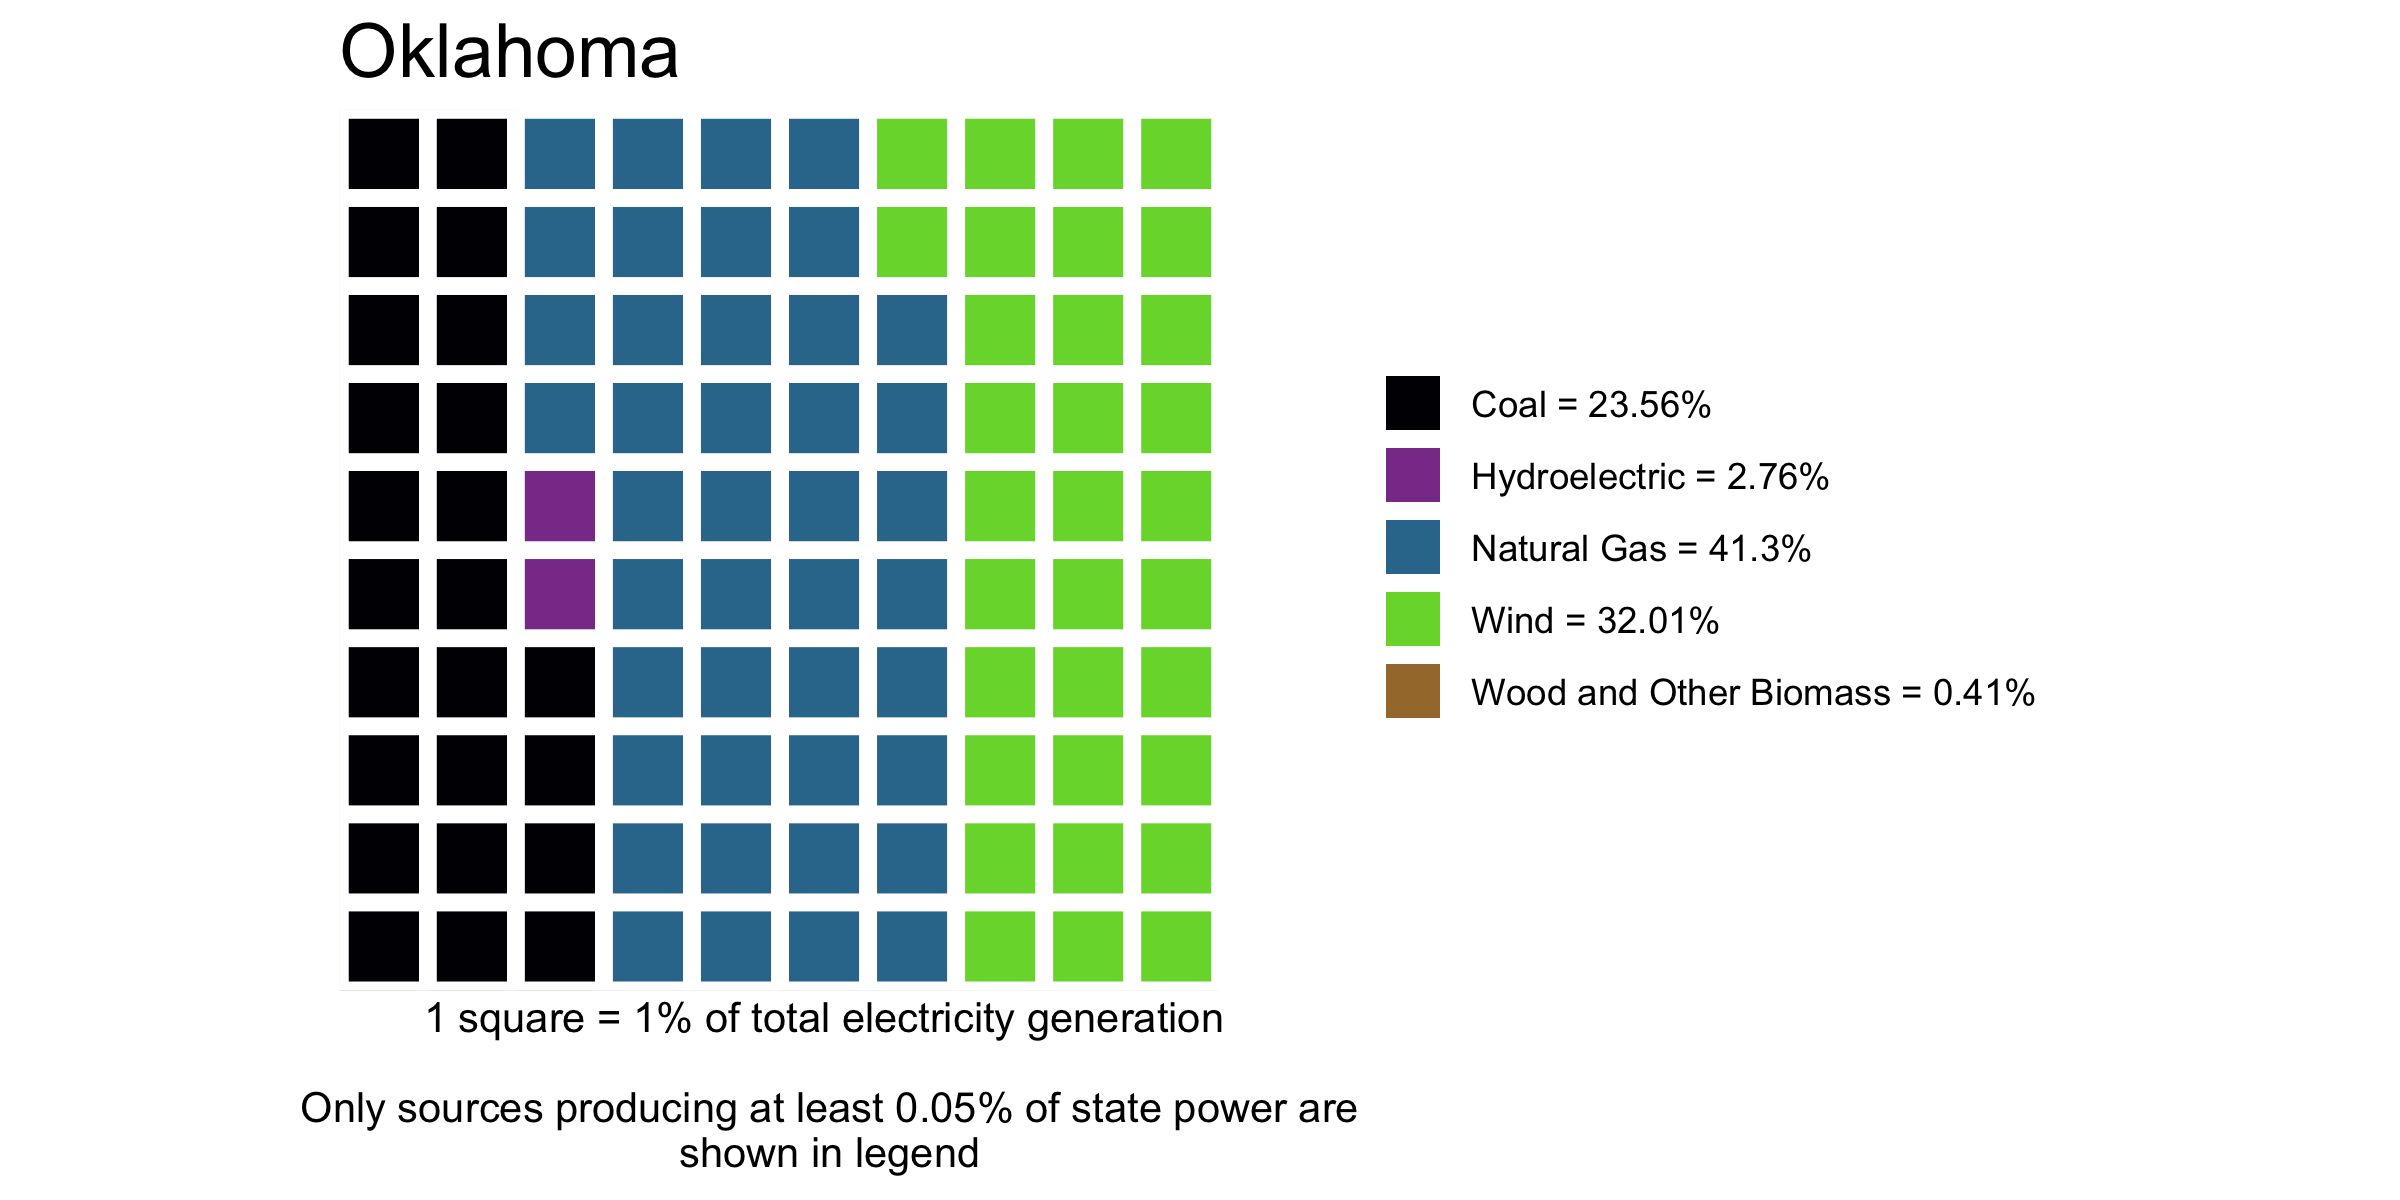 Oklahoma
Coal = 23.56%
Hydroelectric = 2.76%
Natural Gas = 41.3%
Wind = 32.01%
Wood and Other Biomass = 0.41%
1 square = 1% of total electricity generation
Only sources producing at least 0.05% of state power are
shown in legend